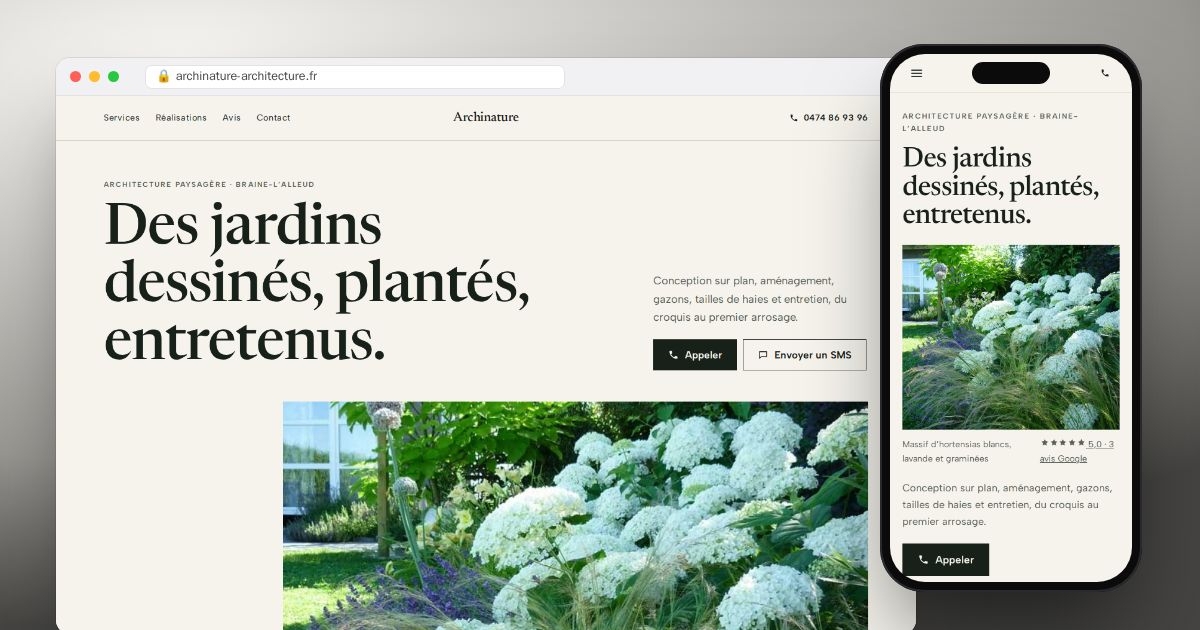 archinature-architecture.fr
Services Réalisations Avis Contact
Archinature
0474 86 93 96
ARCHITECTURE PAYSAGÈRE · BRAINE-L'ALLEUD
Des jardins
dessinés, plantés,
entretenus.
Conception sur plan, aménagement,
gazons, tailles de haies et entretien, du
croquis au premier arrosage.
Appeler
Envoyer un SMS
ARCHITECTURE PAYSAGÈRE · BRAINE-
L'ALLEUD
Des jardins
dessinés, plantés,
entretenus.
Massif d'hortensias blancs,
lavande et graminées
★★★★★ 5,0 · 3
avis Google
Conception sur plan, aménagement, gazons,
tailles de haies et entretien, du croquis au
premier arrosage.
Appeler